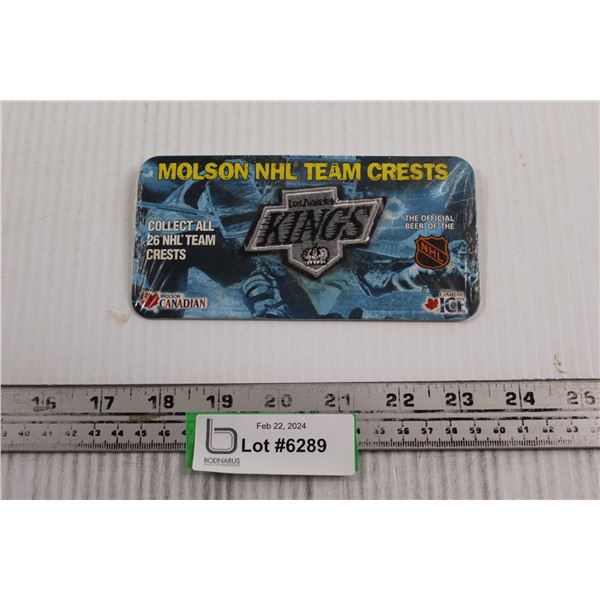 MOLSON NHL TEAM CRESTS
COLLECT ALL
26 NHL TEAM
CRESTS
Los Angeles
KINGS
THE OFFICIAL
BEER OF THE
NHL
MOLSON
CANADIAN
CANADIAN
ICE
16 17 18 19 20 21 22 23 24 25
Feb 22, 2024
Lot #6289
BODNARUS